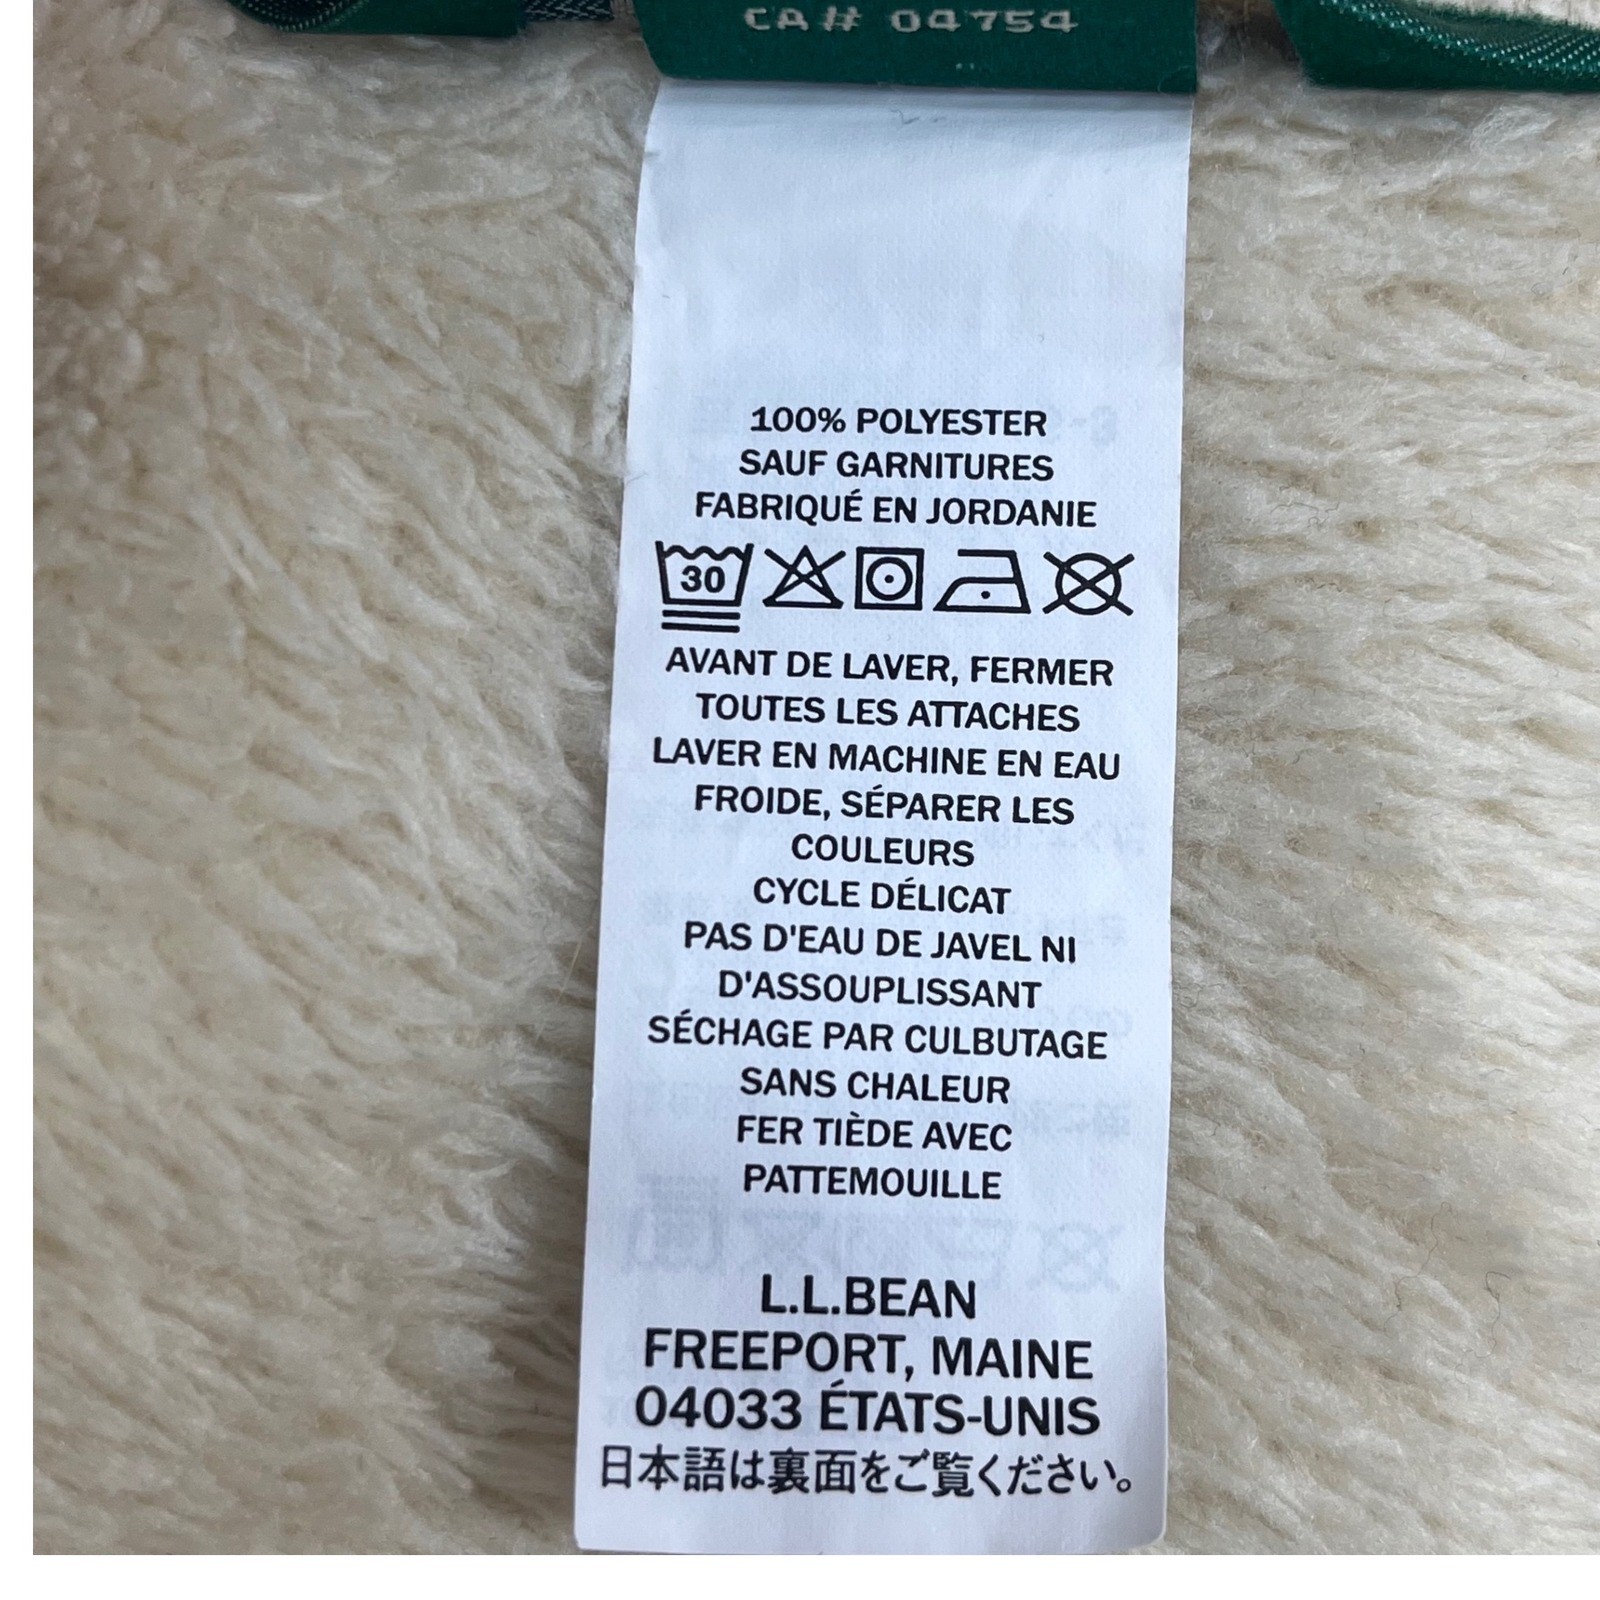 CA# 04754
100% POLYESTER
SAUF GARNITURES
FABRIQUÉ EN JORDANIE
30
AVANT DE LAVER, FERMER
TOUTES LES ATTACHES
LAVER EN MACHINE EN EAU
FROIDE, SÉPARER LES
COULEURS
CYCLE DÉLICAT
PAS D'EAU DE JAVEL NI
D'ASSOUPLISSANT
SÉCHAGE PAR CULBUTAGE
SANS CHALEUR
FER TIÈDE AVEC
PATTEMOUILLE
L.L.BEAN
FREEPORT, MAINE
04033 ÉTATS-UNIS
日本語は裏面をご覧ください。